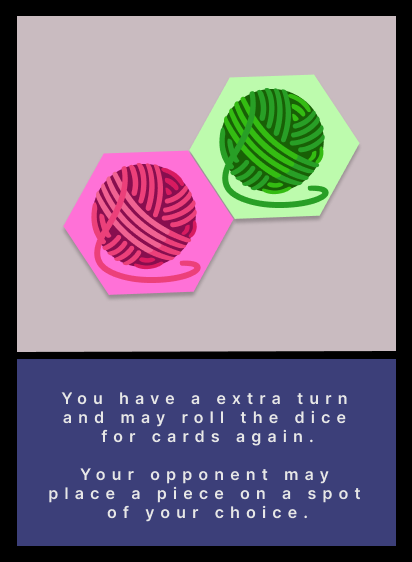 You have a extra turn
and may roll the dice
for cards again.
Your opponent may
place a piece on a spot
of your choice.